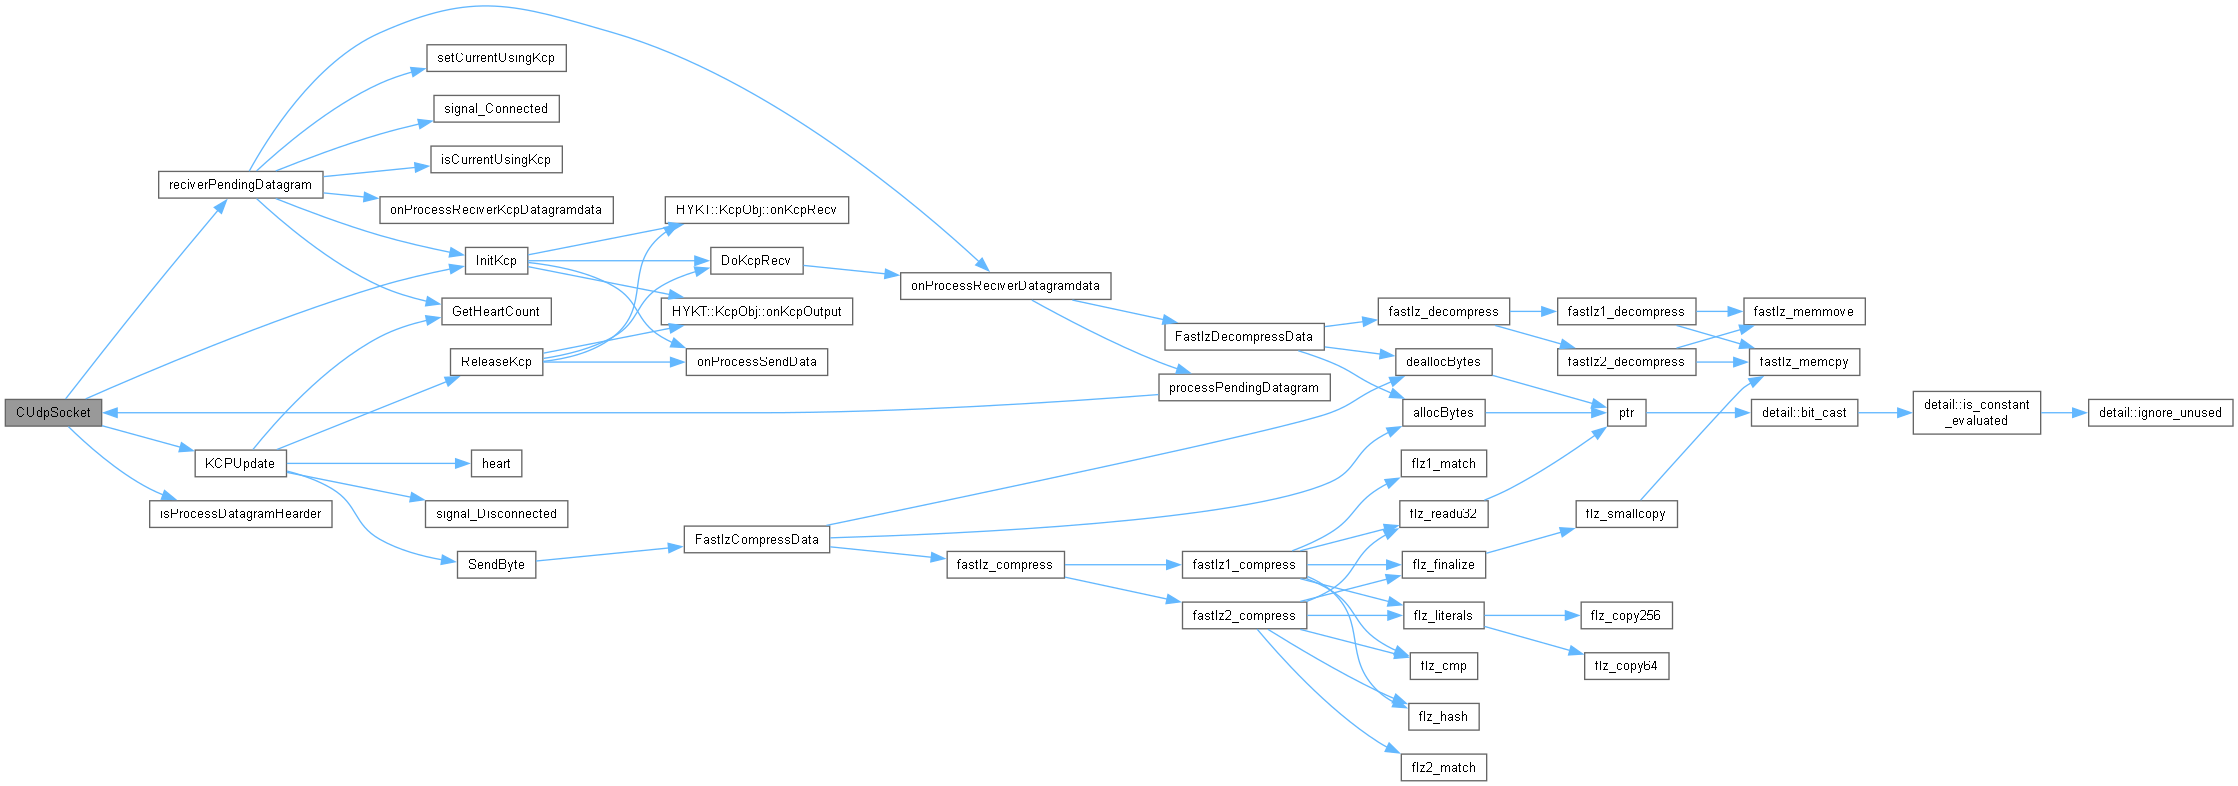 setCurrentUsingKcp
signal_Connected
isCurrentUsingKcp
reciverPendingDatagram
onProcessReciverKcpDatagramdata
HYKT::KcpObj::onKcpRecv
InitKcp
DoKcpRecv
onProcessReciverDatagramdata
GetHeartCount
HYKT::KcpObj::onKcpOutput
fastlz_decompress
fastlz1_decompress
fastlz_memmove
FastlzDecompressData
ReleaseKcp
onProcessSendData
deallocBytes
fastlz2_decompress
fastlz_memcpy
processPendingDatagram
CUdpSocket
allocBytes
ptr
detail::bit_cast
detail::is_constant
_evaluated
detail::ignore_unused
KCPUpdate
heart
flz1_match
isProcessDatagramHearder
signal_Disconnected
flz_readu32
flz_smallcopy
FastlzCompressData
SendByte
fastlz_compress
fastlz1_compress
flz_finalize
fastlz2_compress
flz_literals
flz_copy256
flz_cmp
flz_copy64
flz_hash
flz2_match